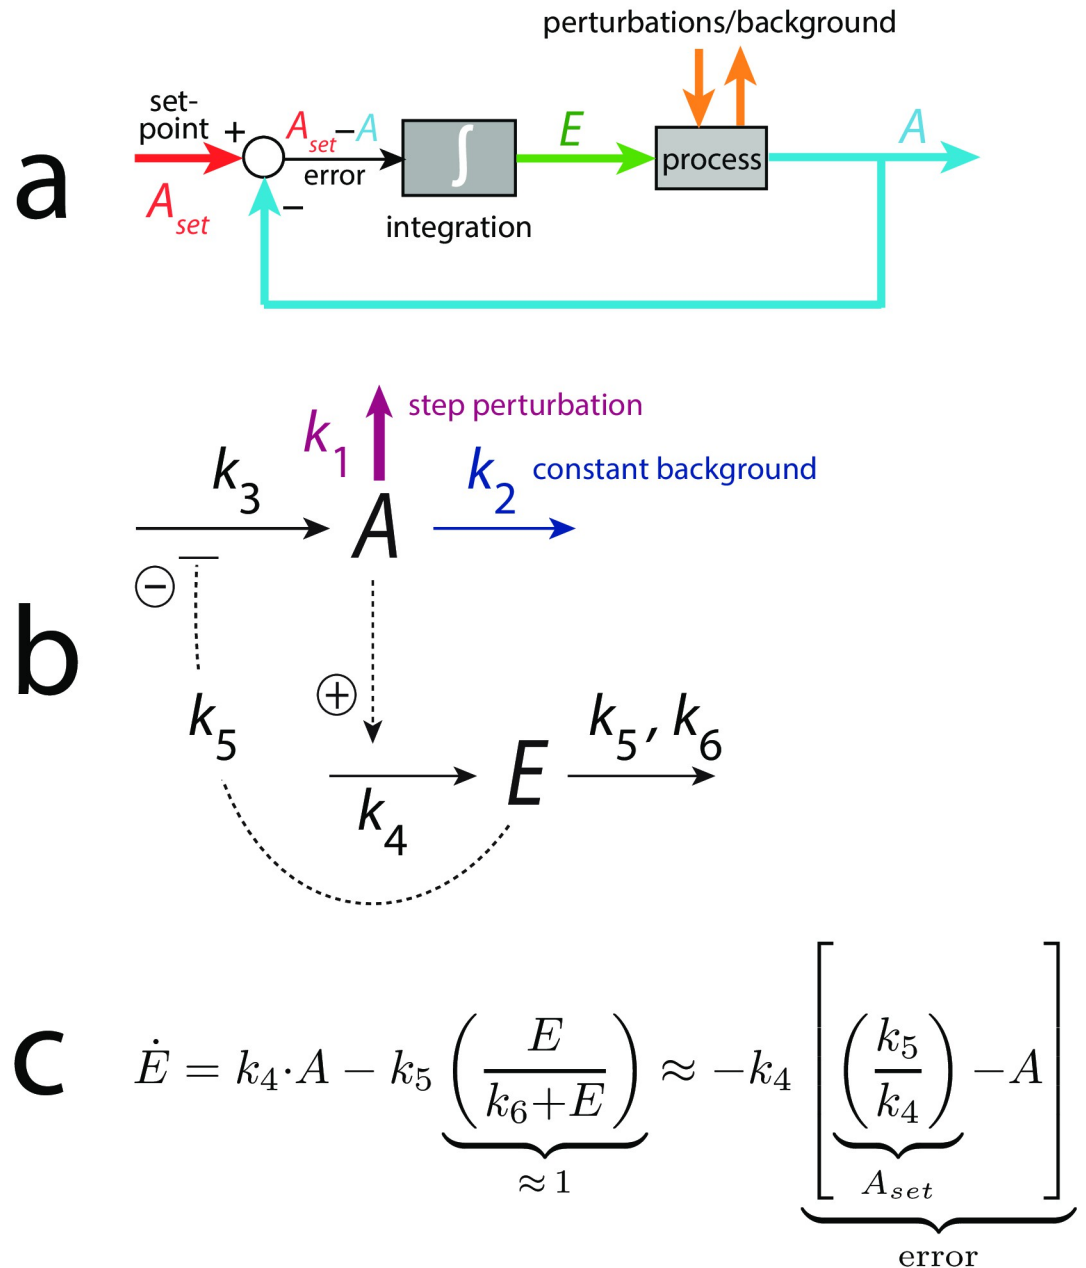 perturbations/background
a
set-
point
+
A_set
A_set − A
error
−
∫
integration
E
process
A
b
k_1
step perturbation
k_3
A
k_2
constant background
−
+
k_5
k_4
E
k_5, k_6
c
Ė = k_4·A − k_5 (E / (k_6+E)) ≈ −k_4 [(k_5 / k_4) − A]
≈ 1
A_set
error